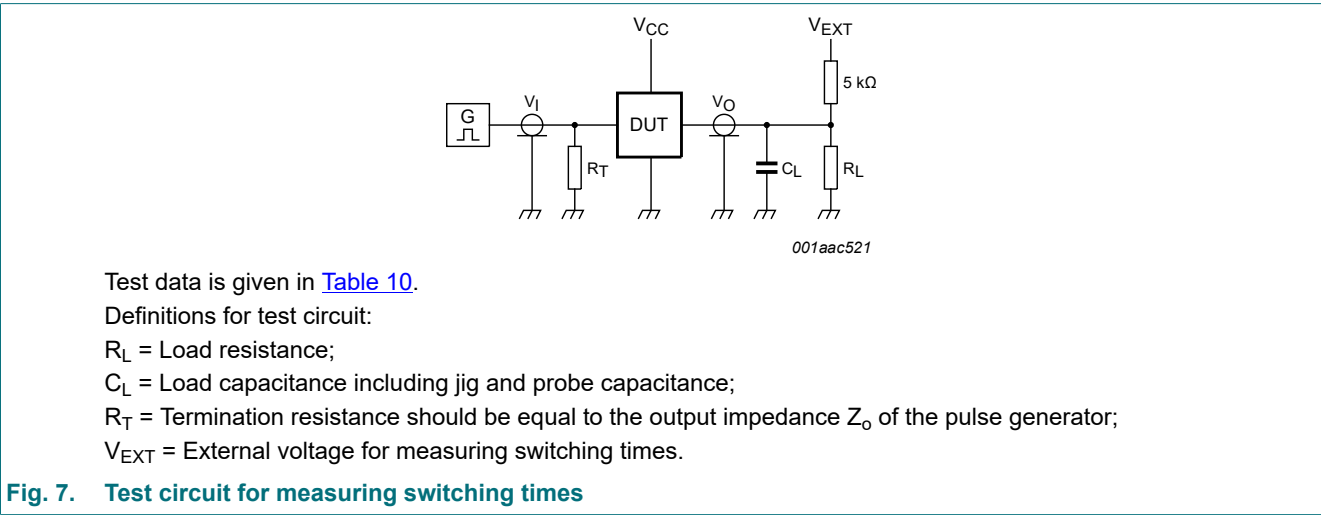 VCC
VEXT
5 kΩ
G
VI
DUT
VO
RT
CL
RL
001aac521
Test data is given in Table 10.
Definitions for test circuit:
RL = Load resistance;
CL = Load capacitance including jig and probe capacitance;
RT = Termination resistance should be equal to the output impedance Zo of the pulse generator;
VEXT = External voltage for measuring switching times.
Fig. 7. Test circuit for measuring switching times